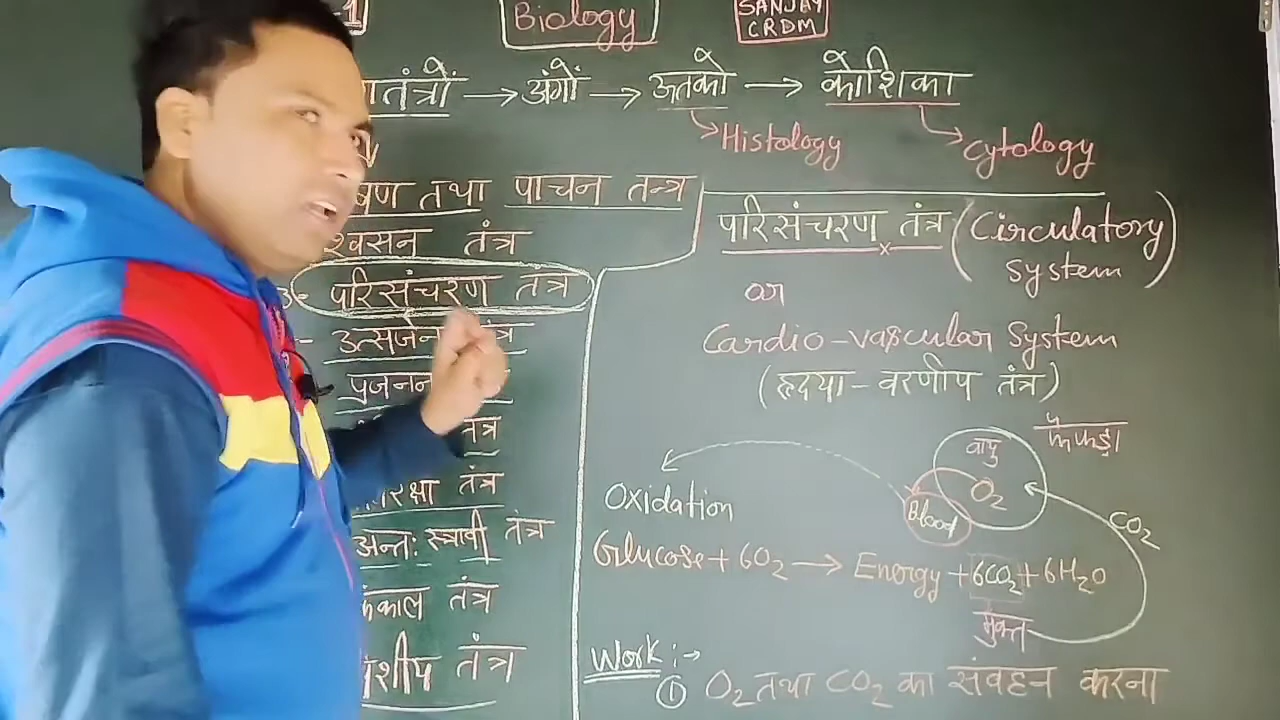 -1
Biology
SANJAY
CRDM
तंत्रों → अंगों → ऊतको → कोशिका
Histology
Cytology
षण तथा पाचन तन्त्र
श्वसन तंत्र
परिसंचरण तंत्र
उत्सर्जन तंत्र
प्रजनन
तंत्र
रक्षा तंत्र
अन्तः स्त्रावी तंत्र
कंकाल तंत्र
पेशीय तंत्र
परिसंचरण तंत्र (Circulatory System)
or
Cardio-vascular System
(हृदया-वरणीय तंत्र)
फेफड़ा
वायु
O₂
Blood
CO₂
Oxidation
Glucose + 6O₂ → Energy + 6CO₂ + 6H₂O
मुक्त
Work :→
① O₂ तथा CO₂ का संवहन करना